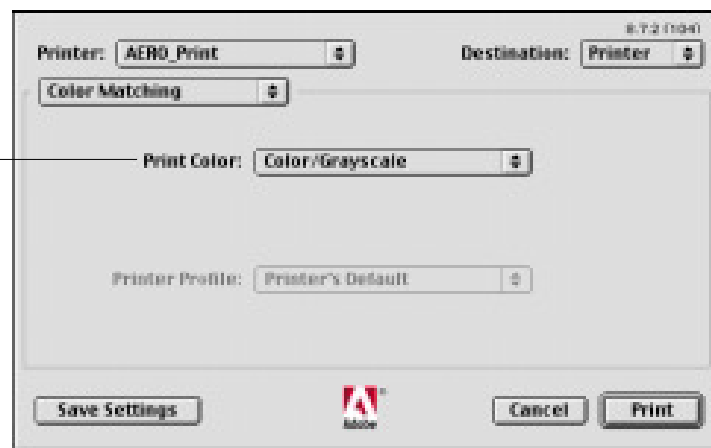 8.7.2 (104)
Printer: AERO_Print Destination: Printer
Color Matching
Print Color: Color/Grayscale
Printer Profile: Printer's Default
Save Settings Adobe Cancel Print